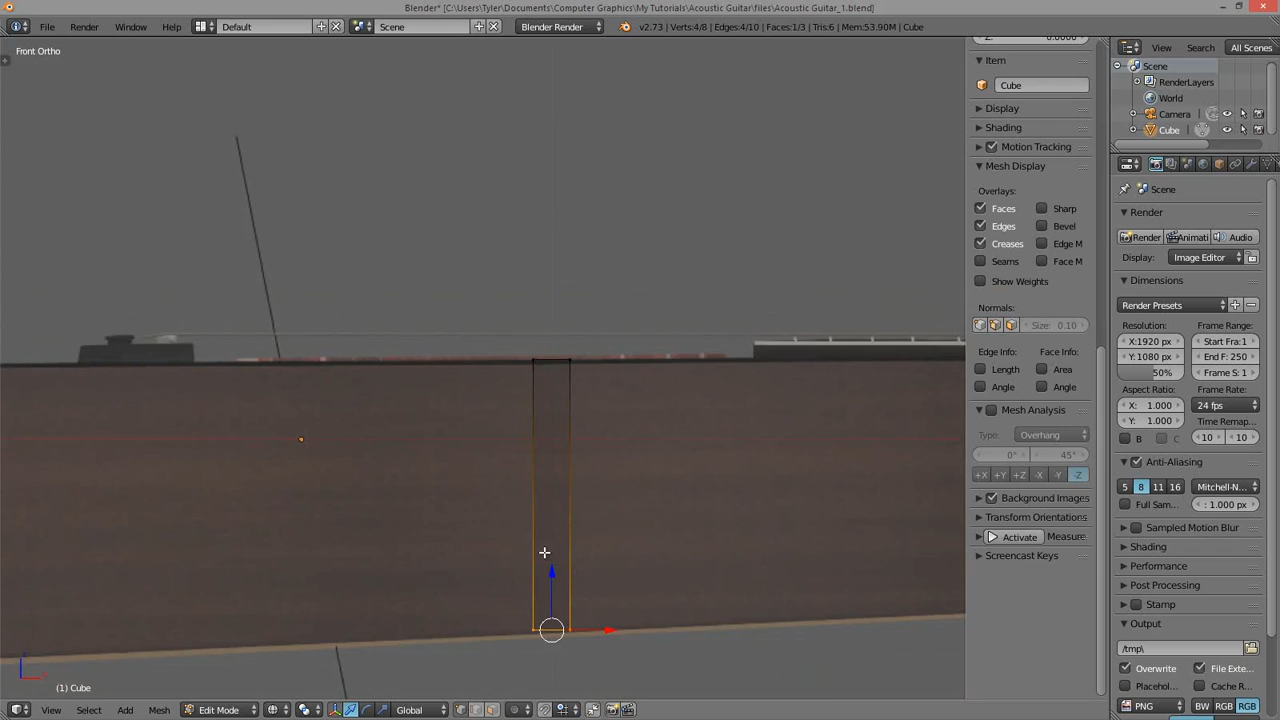 Blender* [C:\Users\Tyler\Documents\Computer Graphics\My Tutorials\Acoustic Guitar\files\Acoustic Guitar_1.blend]
File Render Window Help Default Scene Blender Render v2.73 | Verts:4/8 | Edges:4/10 | Faces:1/3 | Tris:6 | Mem:53.90M | Cube
Front Ortho
Z: 0.0000
Item
Cube
Display
Shading
Motion Tracking
Mesh Display
Overlays:
Faces Sharp
Edges Bevel
Creases Edge M
Seams Face M
Show Weights
Normals:
Size: 0.10
Edge Info: Face Info:
Length Area
Angle Angle
Mesh Analysis
Type: Overhang
0° 45°
+X +Y +Z -X -Y -Z
Background Images
Transform Orientations
Activate Measure
Screencast Keys
View Search All Scenes
Scene
RenderLayers
World
Camera
Cube
Scene
Render
Render Animati Audio
Display: Image Editor
Dimensions
Render Presets
Resolution: Frame Range:
X:1920 px Start Fra:1
Y:1080 px End F: 250
50% Frame S: 1
Aspect Ratio: Frame Rate:
X: 1.000 24 fps
Y: 1.000 Time Remap...
B C 10 10
Anti-Aliasing
5 8 11 16 Mitchell-N...
Full Sam... : 1.000 px
Sampled Motion Blur
Shading
Performance
Post Processing
Stamp
Output
/tmp\
Overwrite File Exte...
Placehol... Cache R...
PNG BW RGB RGB
(1) Cube
View Select Add Mesh Edit Mode Global